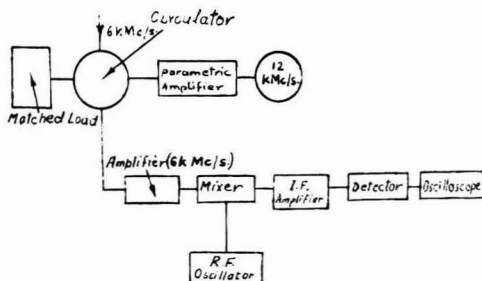 Circulator
6k.Mc/s.
Parametric
Amplifier
12
kMc/s.
Matched Load
Amplifier(6k Mc/s)
Mixer
I.F.
Amplifier
Detector
Oscilloscope
R.F.
Oscillator